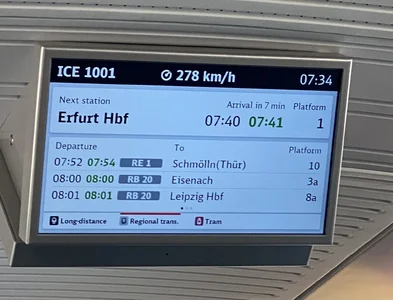 ICE 1001 278 km/h 07:34
Next station Arrival in 7 min Platform
Erfurt Hbf 07:40 07:41 1
Departure To Platform
07:52 07:54 RE 1 Schmölln(Thür) 10
08:00 08:00 RB 20 Eisenach 3a
08:01 08:01 RB 20 Leipzig Hbf 8a
Long-distance Regional trans. Tram